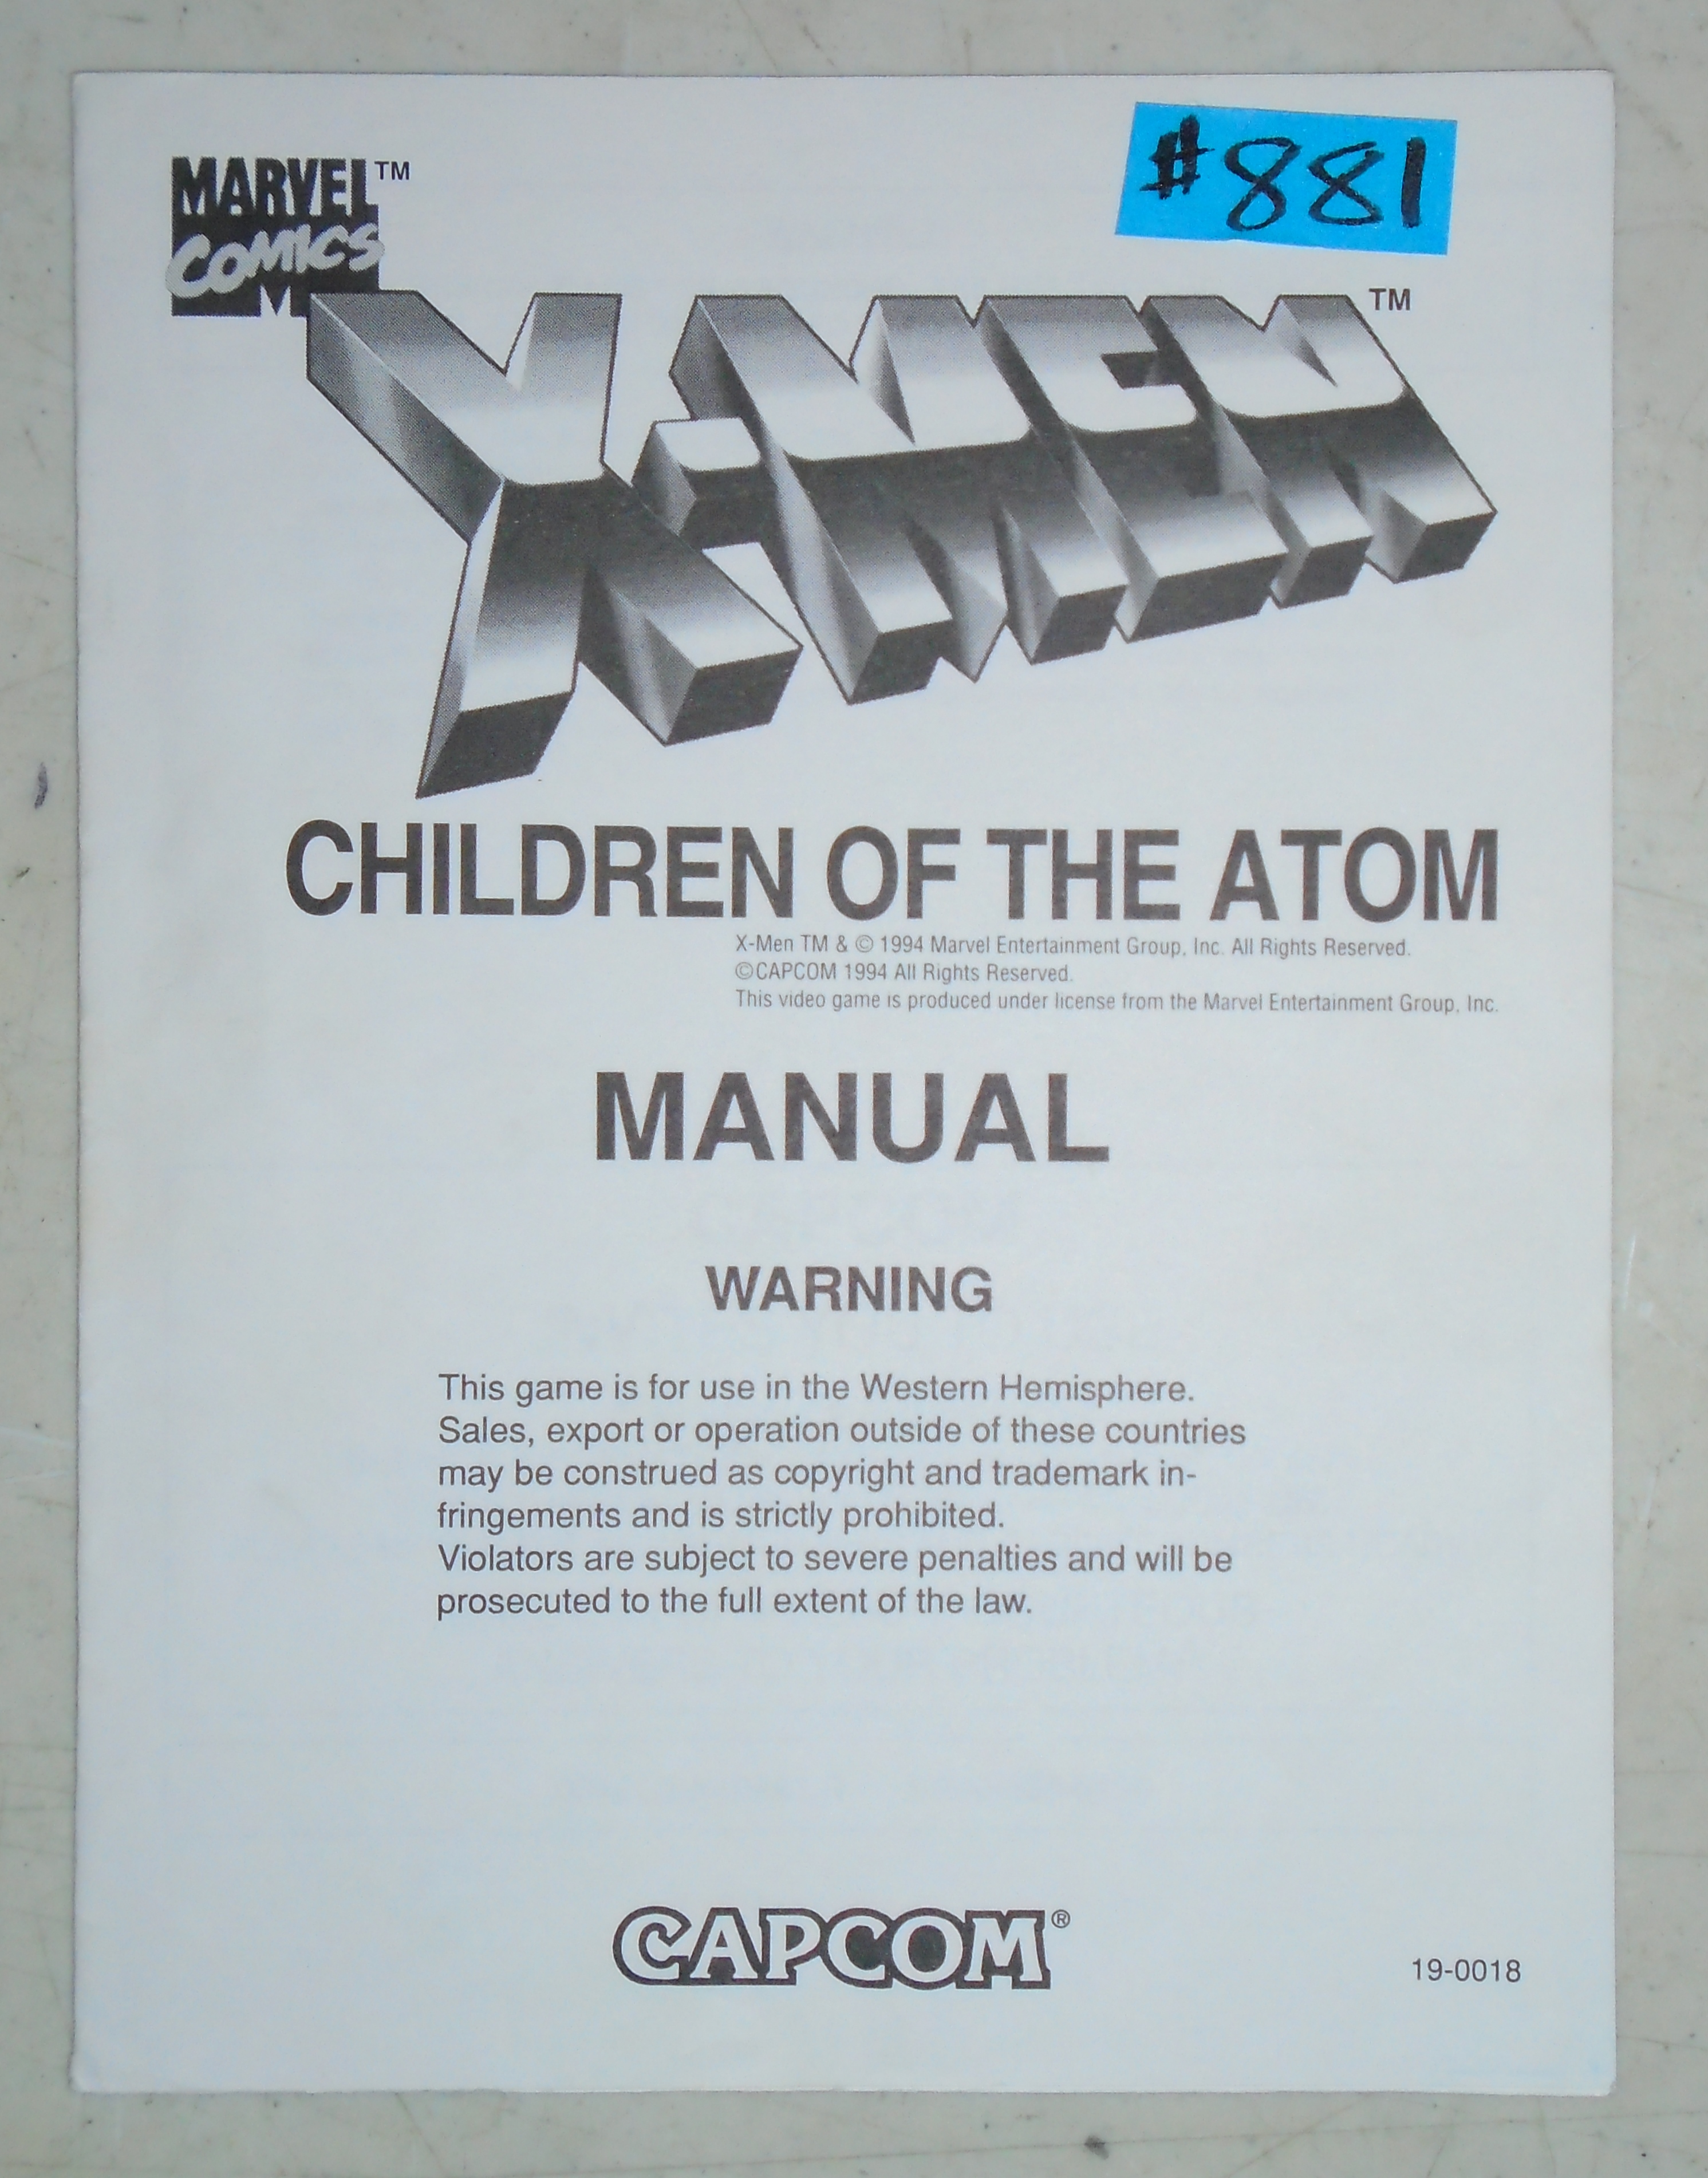 MARVEL™
COMICS
#881
X-MEN™
CHILDREN OF THE ATOM
X-Men TM & © 1994 Marvel Entertainment Group, Inc. All Rights Reserved.
©CAPCOM 1994 All Rights Reserved.
This video game is produced under license from the Marvel Entertainment Group, Inc.
MANUAL
WARNING
This game is for use in the Western Hemisphere.
Sales, export or operation outside of these countries
may be construed as copyright and trademark in-
fringements and is strictly prohibited.
Violators are subject to severe penalties and will be
prosecuted to the full extent of the law.
CAPCOM®
19-0018